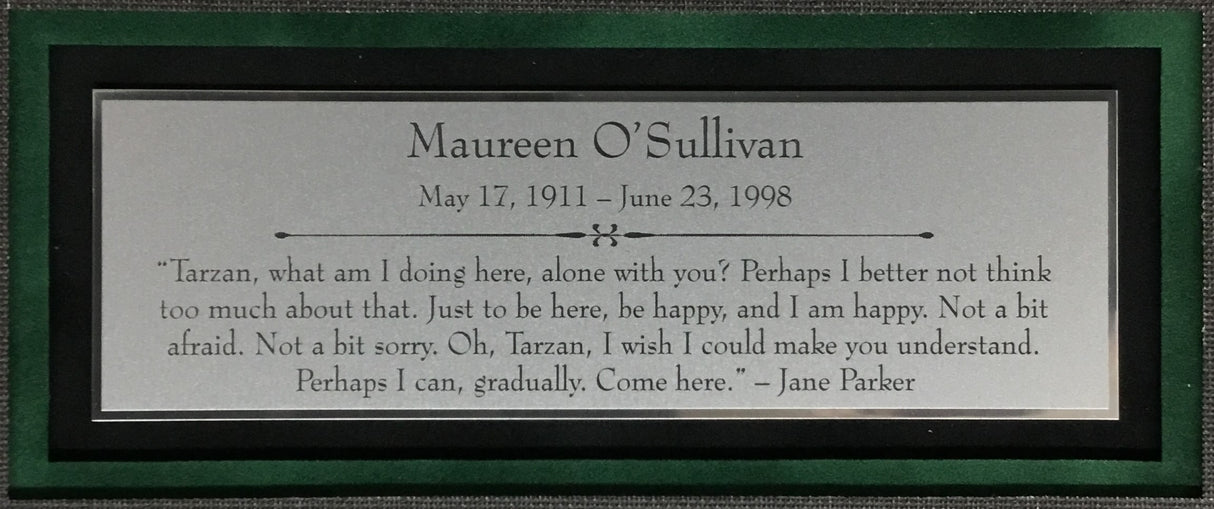 Maureen O'Sullivan
May 17, 1911 – June 23, 1998
“Tarzan, what am I doing here, alone with you? Perhaps I better not think
too much about that. Just to be here, be happy, and I am happy. Not a bit
afraid. Not a bit sorry. Oh, Tarzan, I wish I could make you understand.
Perhaps I can, gradually. Come here.” – Jane Parker